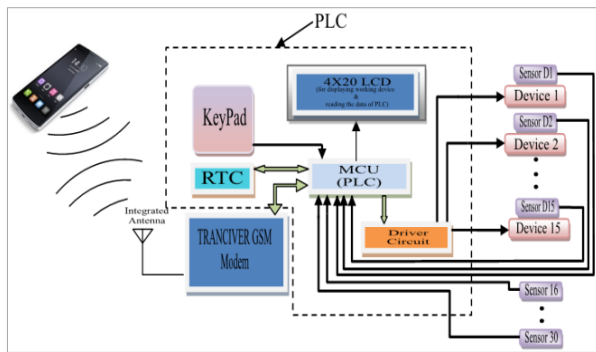 PLC
4X20 LCD
(for displaying working device
&
reading the data of PLC)
KeyPad
RTC
MCU
(PLC)
Integrated
Antenna
TRANCIVER GSM
Modem
Driver
Circuit
Sensor D1
Device 1
Sensor D2
Device 2
Sensor D15
Device 15
Sensor 16
Sensor 30